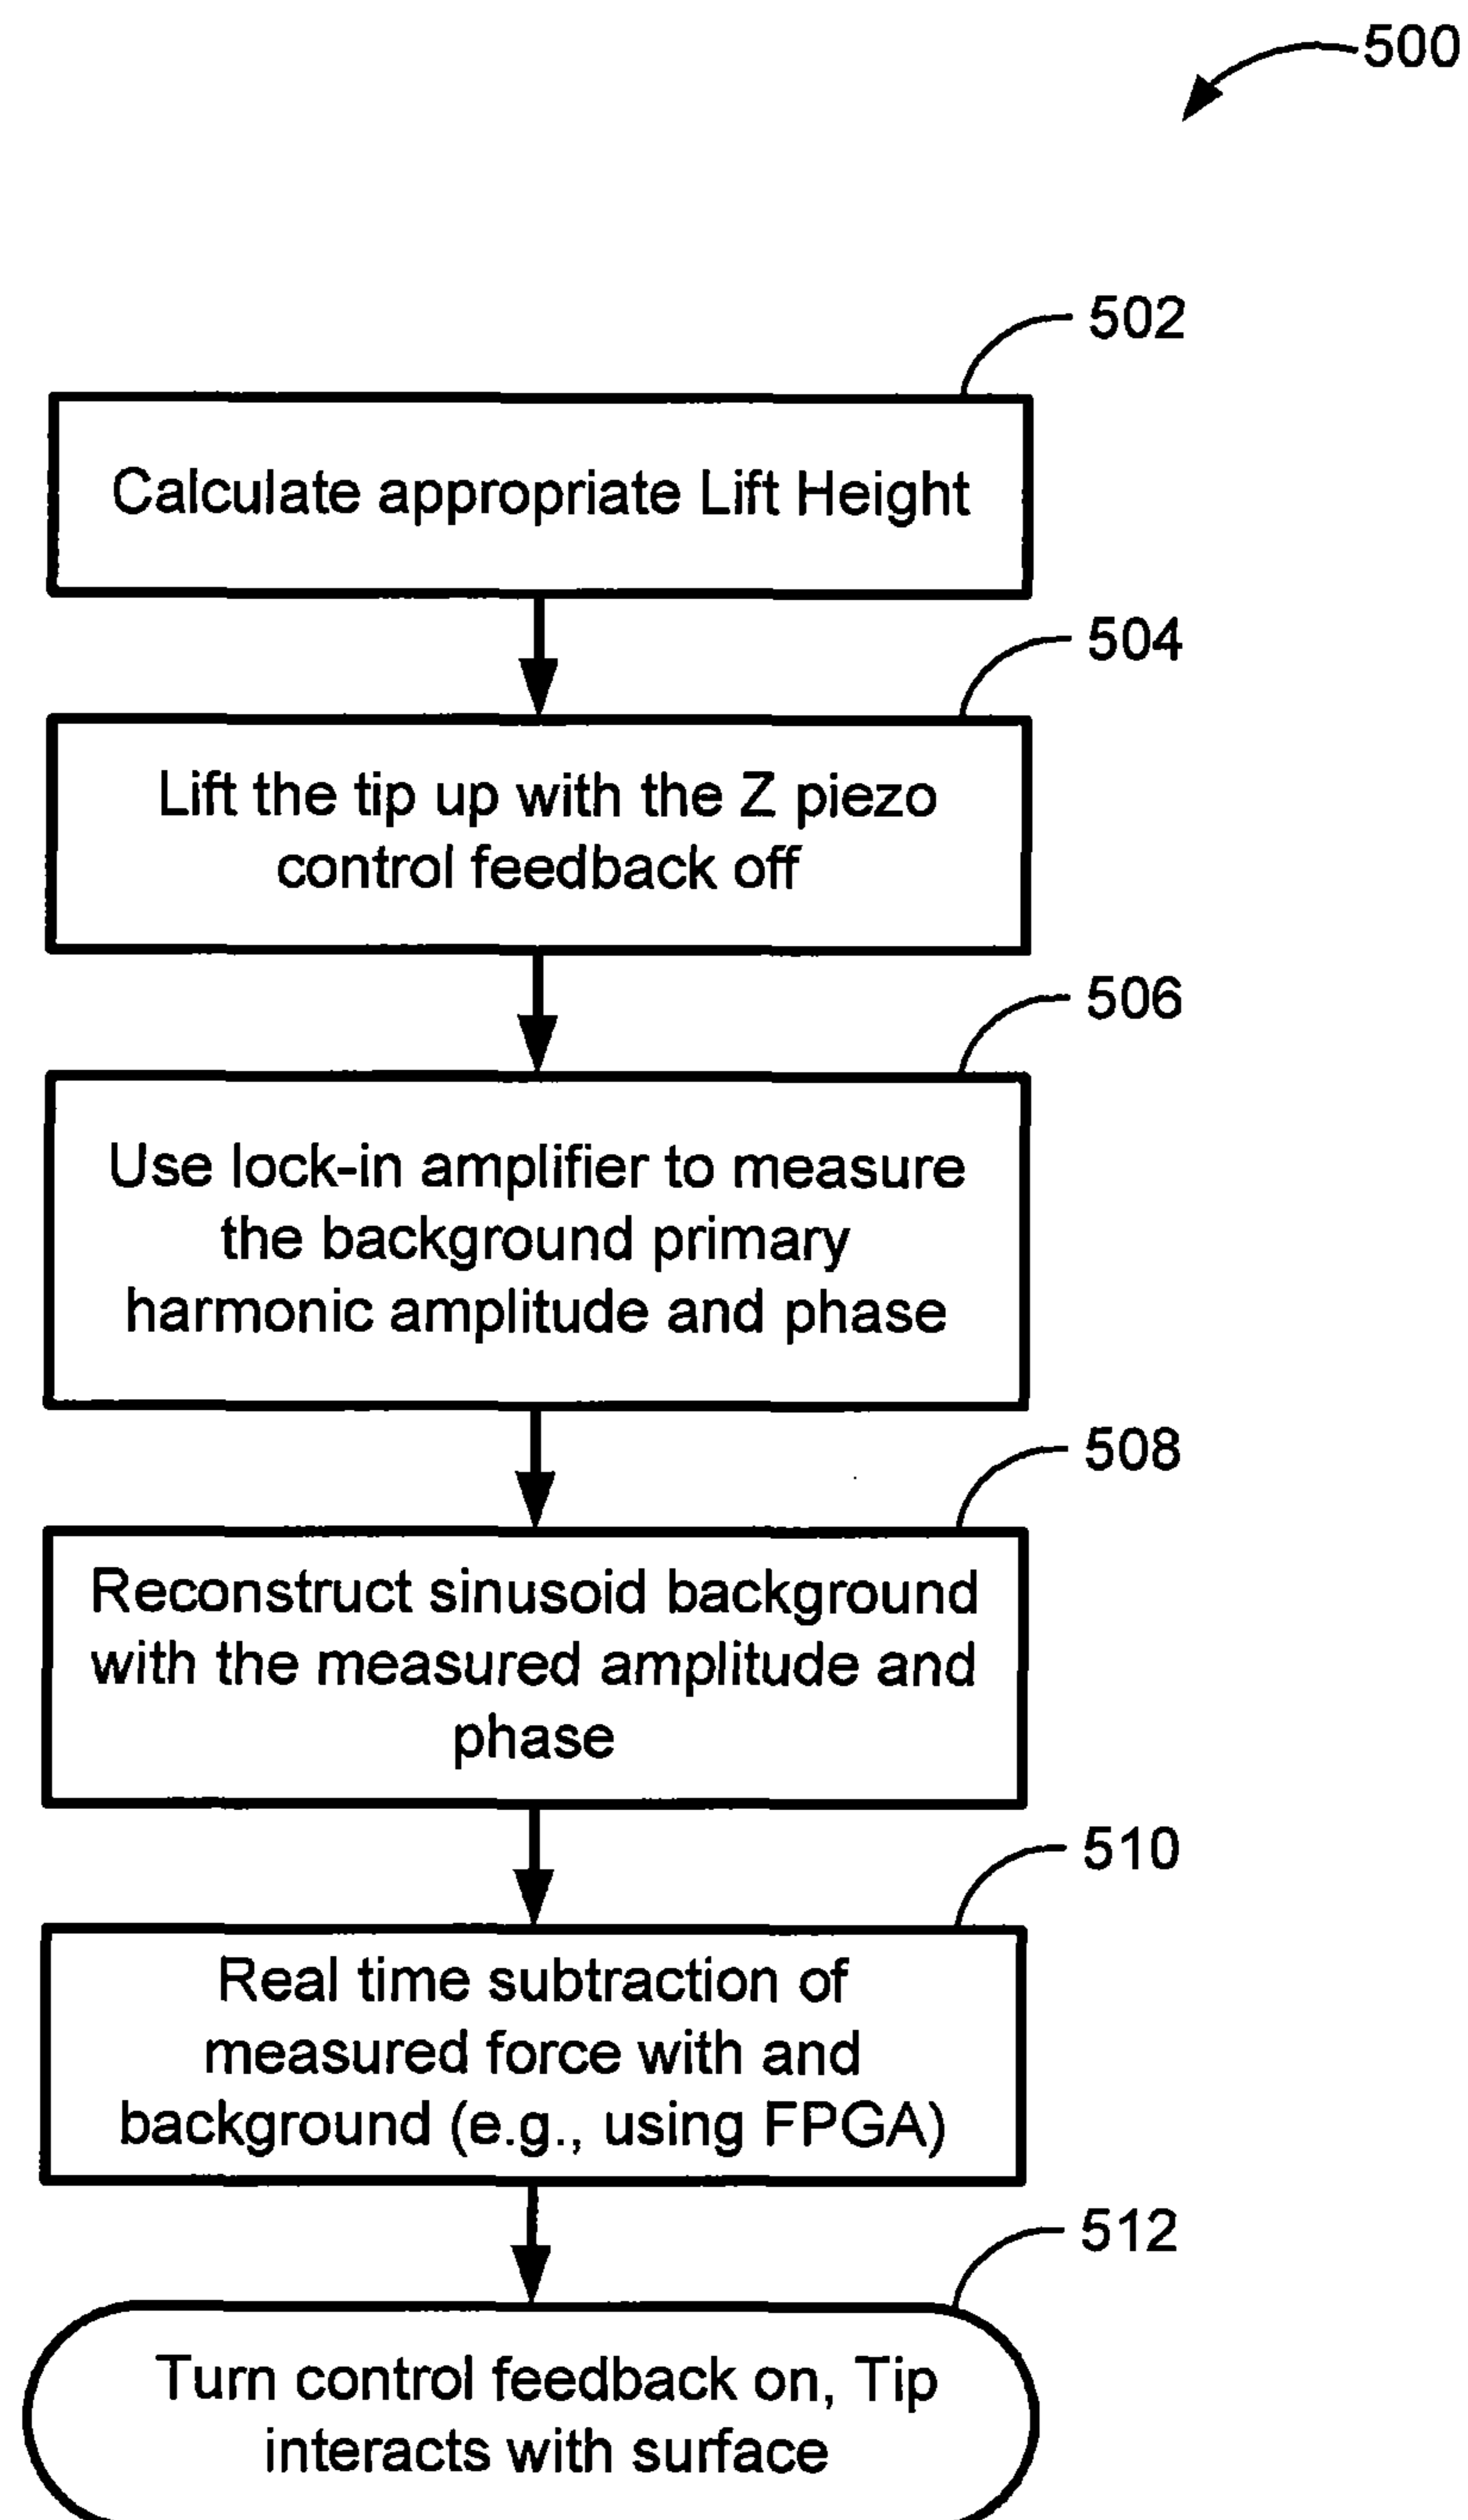 500
502
Calculate appropriate Lift Height
504
Lift the tip up with the Z piezo
control feedback off
506
Use lock-in amplifier to measure
the background primary
harmonic amplitude and phase
508
Reconstruct sinusoid background
with the measured amplitude and
phase
510
Real time subtraction of
measured force with and
background (e.g., using FPGA)
512
Turn control feedback on, Tip
interacts with surface